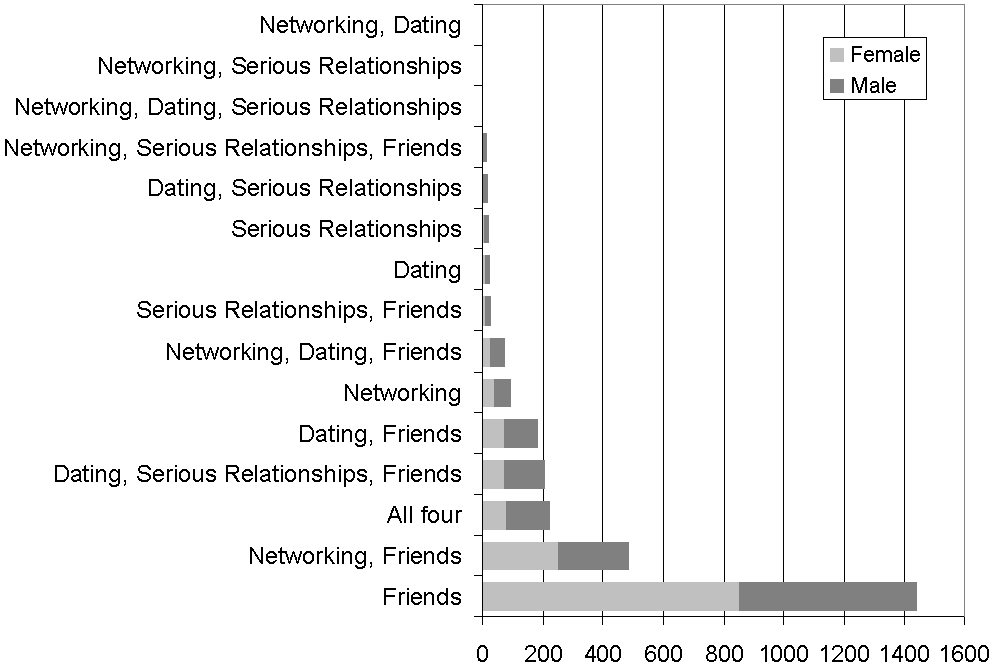 Networking, Dating
Networking, Serious Relationships
Networking, Dating, Serious Relationships
Networking, Serious Relationships, Friends
Dating, Serious Relationships
Serious Relationships
Dating
Serious Relationships, Friends
Networking, Dating, Friends
Networking
Dating, Friends
Dating, Serious Relationships, Friends
All four
Networking, Friends
Friends
Female
Male
0 200 400 600 800 1000 1200 1400 1600